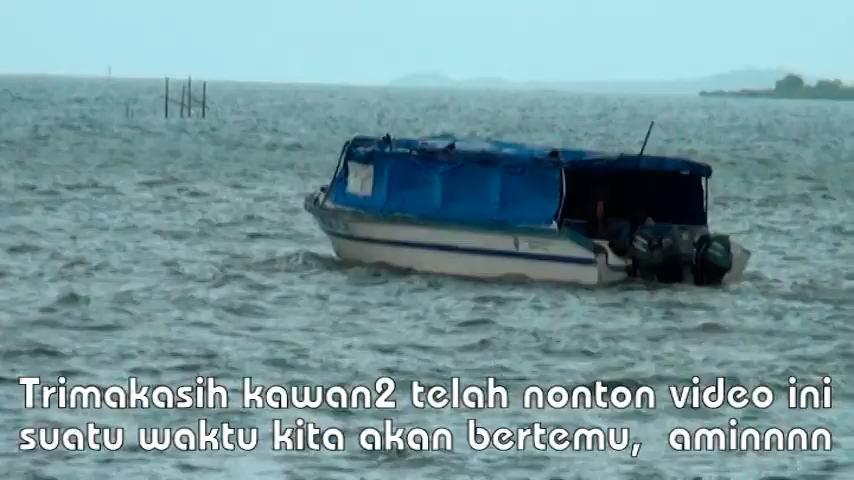 Trimakasih kawan2 telah nonton video ini
suatu waktu kita akan bertemu, aminnnn